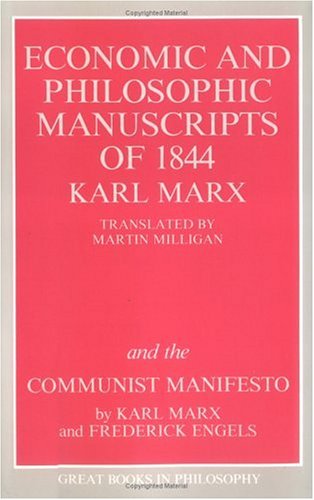 ECONOMIC AND
PHILOSOPHIC
MANUSCRIPTS
OF 1844
KARL MARX
TRANSLATED BY
MARTIN MILLIGAN
and the
COMMUNIST MANIFESTO
by KARL MARX
and FREDERICK ENGELS
GREAT BOOKS IN PHILOSOPHY